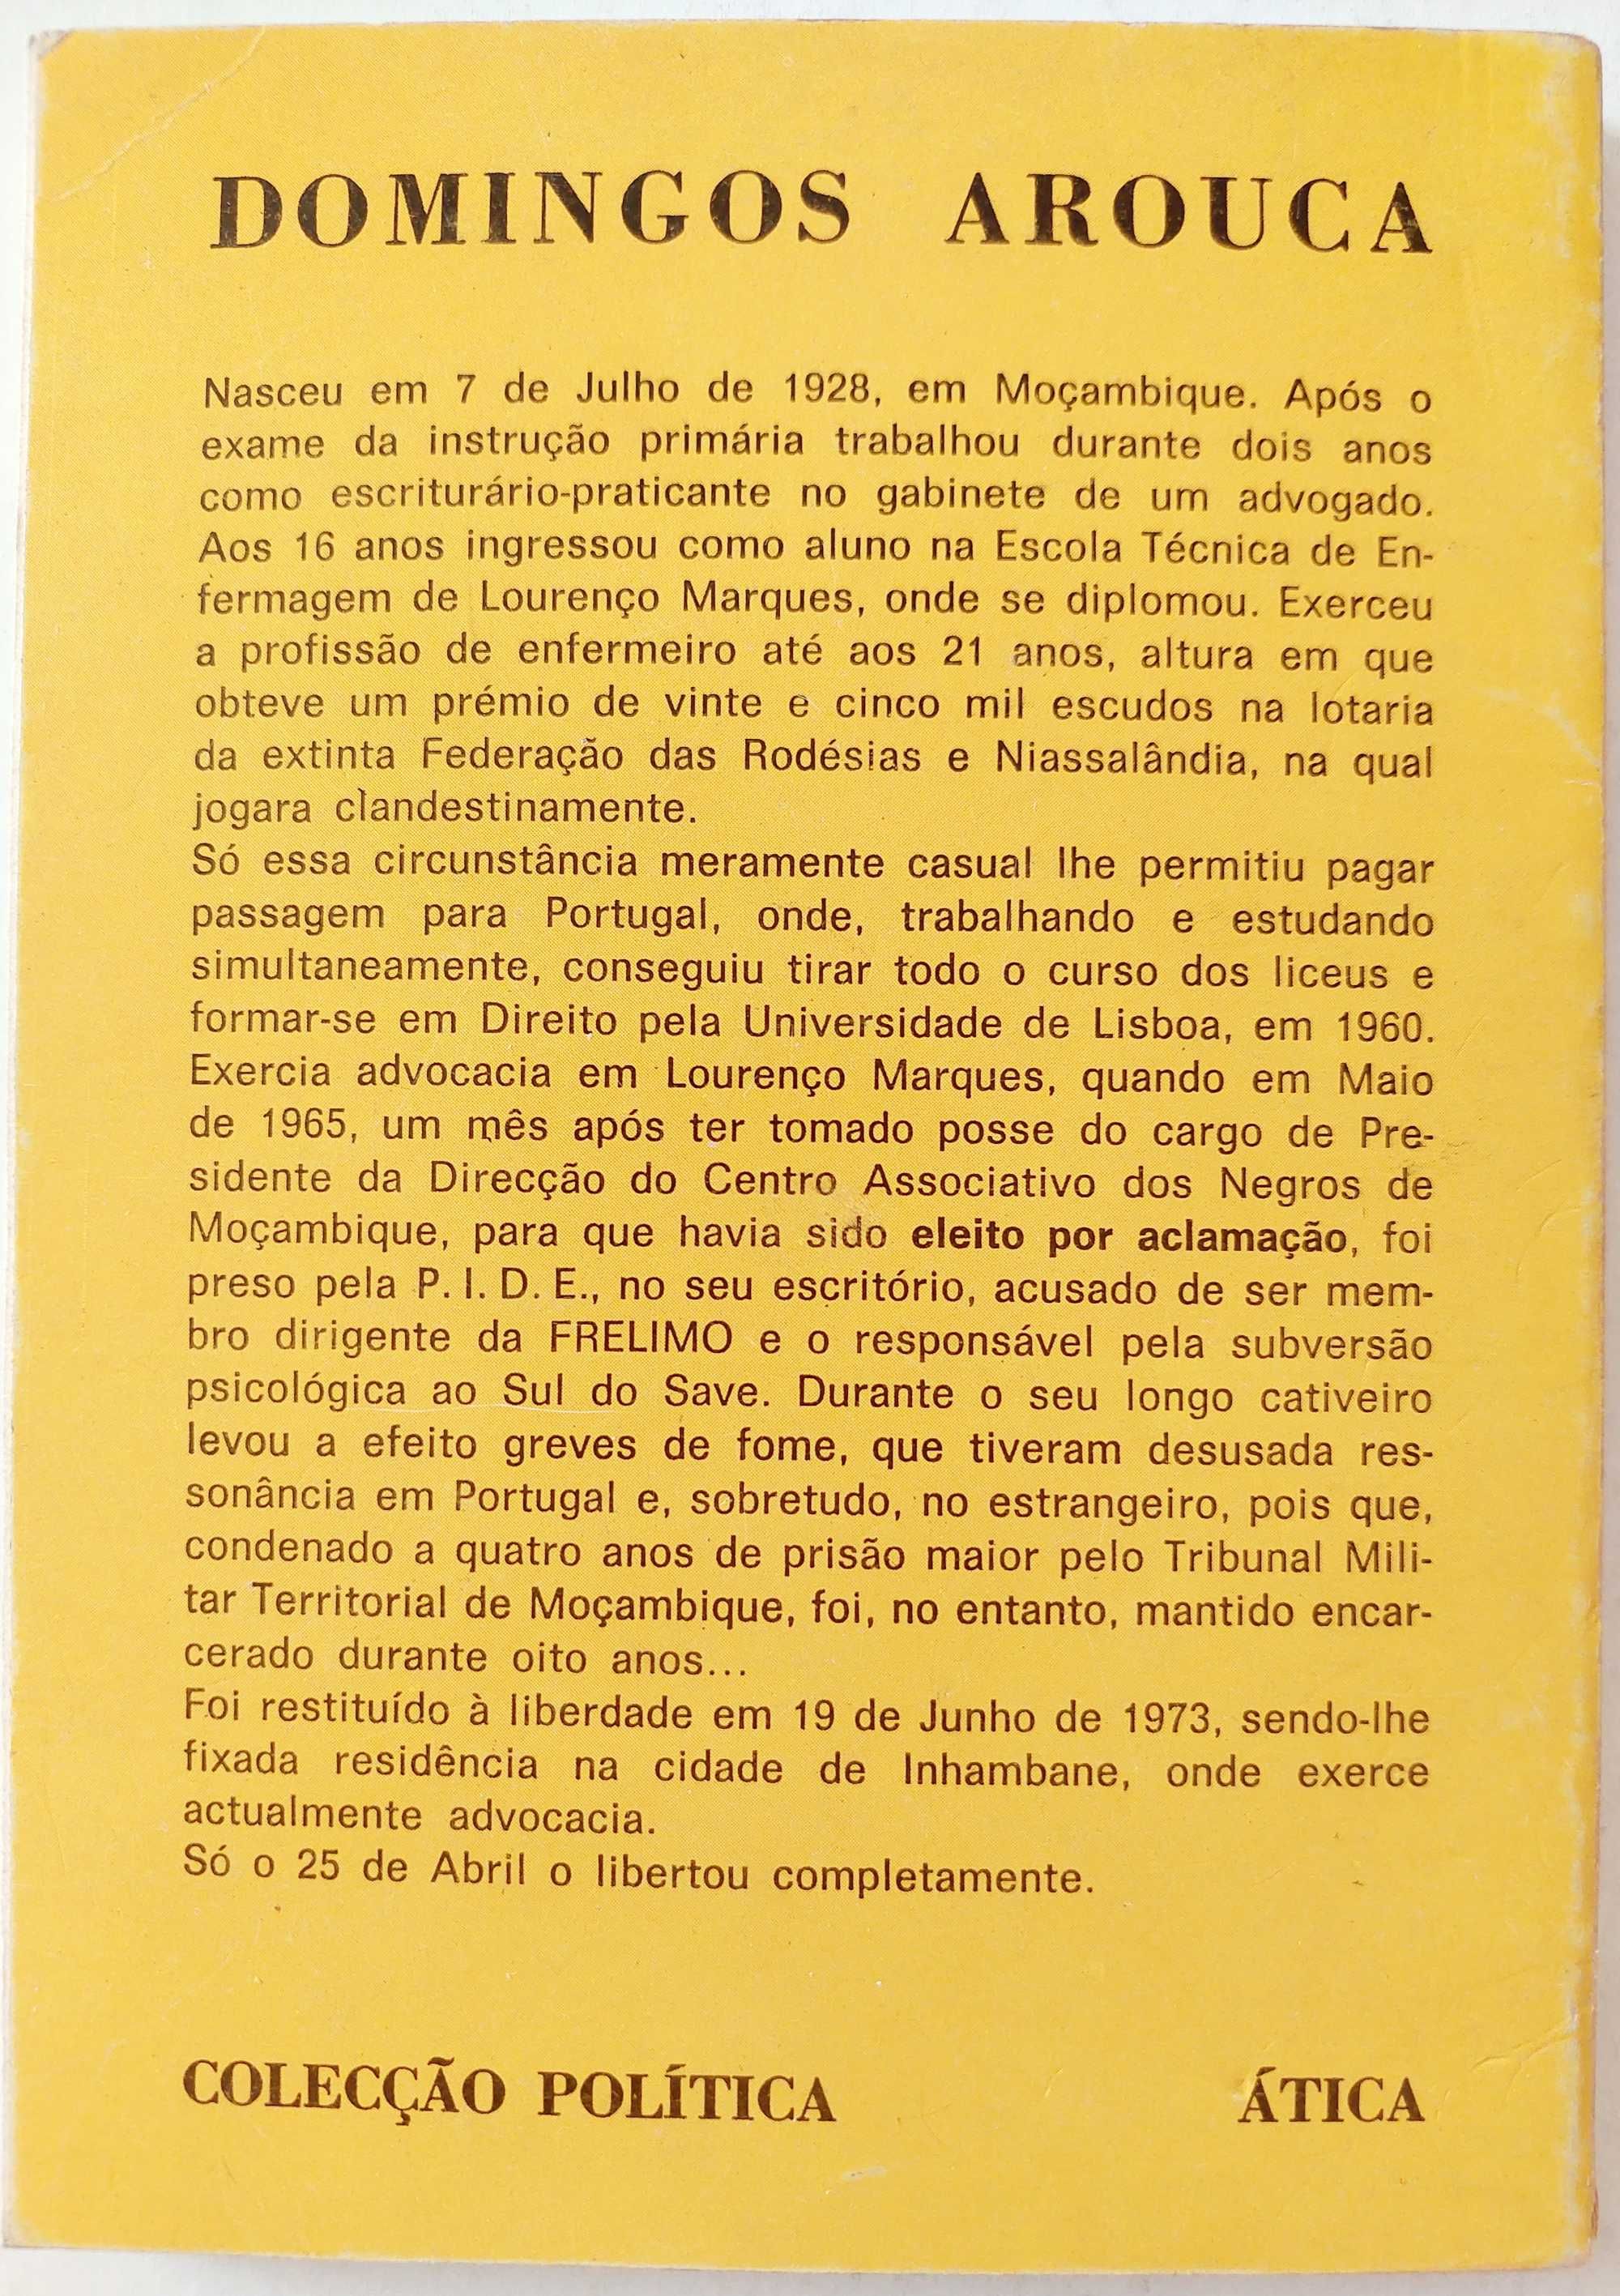 DOMINGOS AROUCA
Nasceu em 7 de Julho de 1928, em Moçambique. Após o
exame da instrução primária trabalhou durante dois anos
como escriturário-praticante no gabinete de um advogado.
Aos 16 anos ingressou como aluno na Escola Técnica de En-
fermagem de Lourenço Marques, onde se diplomou. Exerceu
a profissão de enfermeiro até aos 21 anos, altura em que
obteve um prémio de vinte e cinco mil escudos na lotaria
da extinta Federação das Rodésias e Niassalândia, na qual
jogara clandestinamente.
Só essa circunstância meramente casual lhe permitiu pagar
passagem para Portugal, onde, trabalhando e estudando
simultaneamente, conseguiu tirar todo o curso dos liceus e
formar-se em Direito pela Universidade de Lisboa, em 1960.
Exercia advocacia em Lourenço Marques, quando em Maio
de 1965, um mês após ter tomado posse do cargo de Pre-
sidente da Direcção do Centro Associativo dos Negros de
Moçambique, para que havia sido eleito por aclamação, foi
preso pela P. I. D. E., no seu escritório, acusado de ser mem-
bro dirigente da FRELIMO e o responsável pela subversão
psicológica ao Sul do Save. Durante o seu longo cativeiro
levou a efeito greves de fome, que tiveram desusada res-
sonância em Portugal e, sobretudo, no estrangeiro, pois que,
condenado a quatro anos de prisão maior pelo Tribunal Mili-
tar Territorial de Moçambique, foi, no entanto, mantido encar-
cerado durante oito anos...
Foi restituído à liberdade em 19 de Junho de 1973, sendo-lhe
fixada residência na cidade de Inhambane, onde exerce
actualmente advocacia.
Só o 25 de Abril o libertou completamente.
COLECÇÃO POLÍTICA ÁTICA